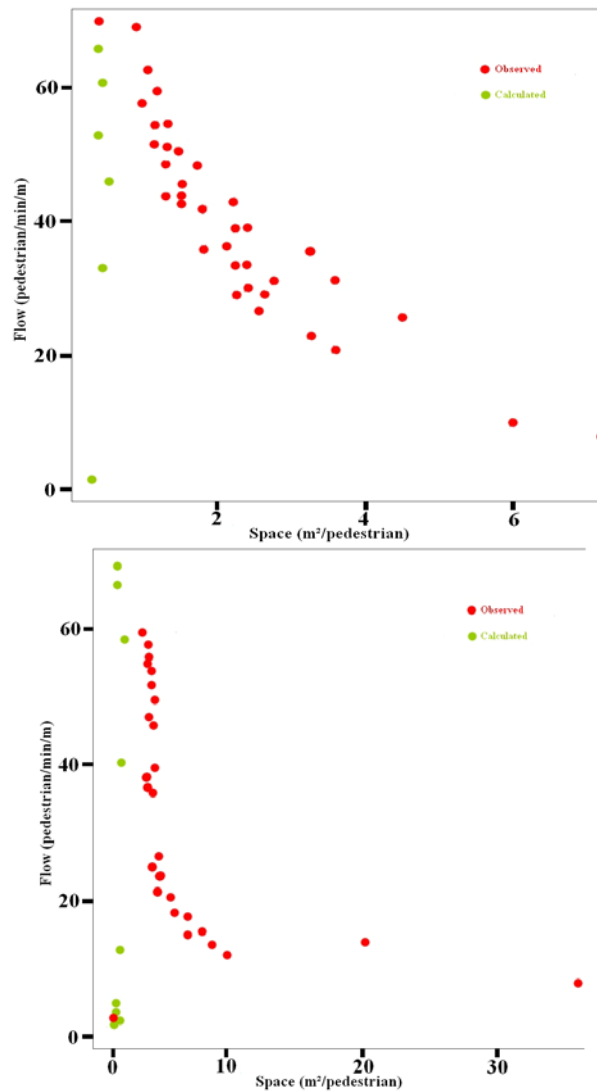 Observed
Calculated
60
40
20
0
Flow (pedestrian/min/m)
2
4
6
Space (m²/pedestrian)
Observed
Calculated
60
40
20
0
Flow (pedestrian/min/m)
0
10
20
30
Space (m²/pedestrian)